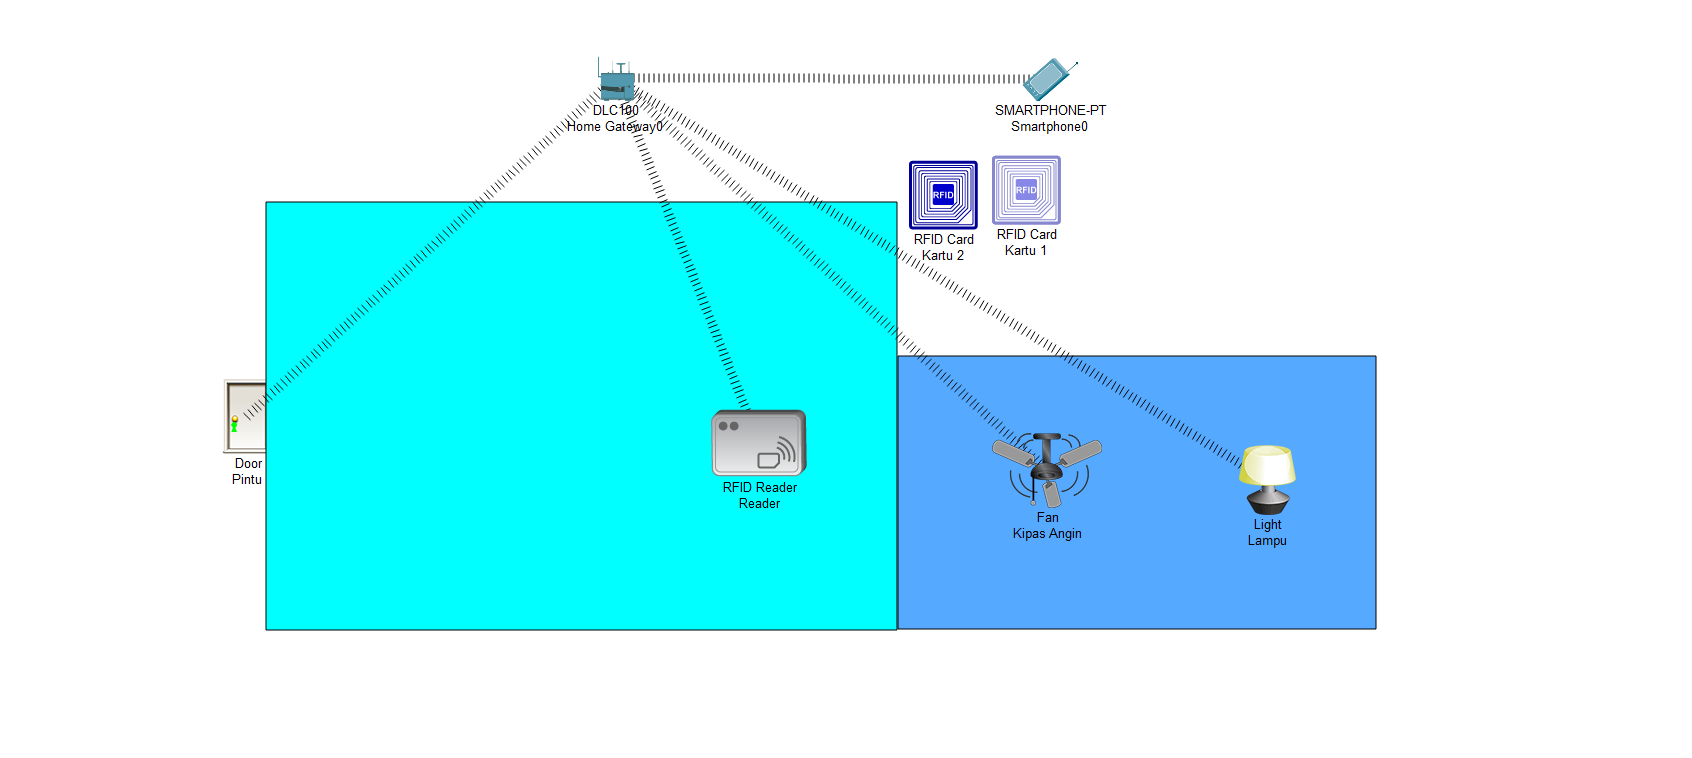 DLC100
Home Gateway0
SMARTPHONE-PT
Smartphone0
RFID
RFID Card
Kartu 2
RFID
RFID Card
Kartu 1
Door
Pintu
RFID Reader
Reader
Fan
Kipas Angin
Light
Lampu